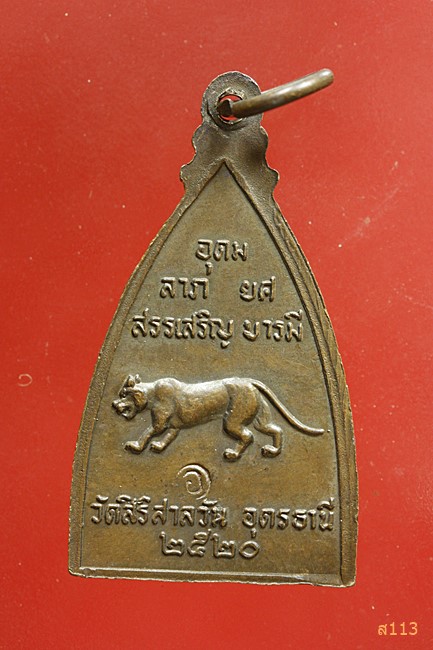 อุดม
ลาภ ยศ
สรรเสริญ บารมี
อ
วัดสิริสาลวัน อุดรธานี
๒๕๒๐
ส113